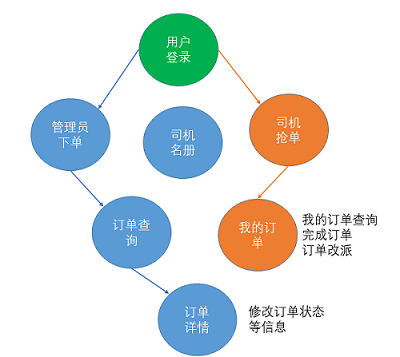 用户
登录
管理员
下单
司机
名册
司机
抢单
订单查
询
我的订
单
我的订单查询
完成订单
订单改派
订单
详情
修改订单状态
等信息